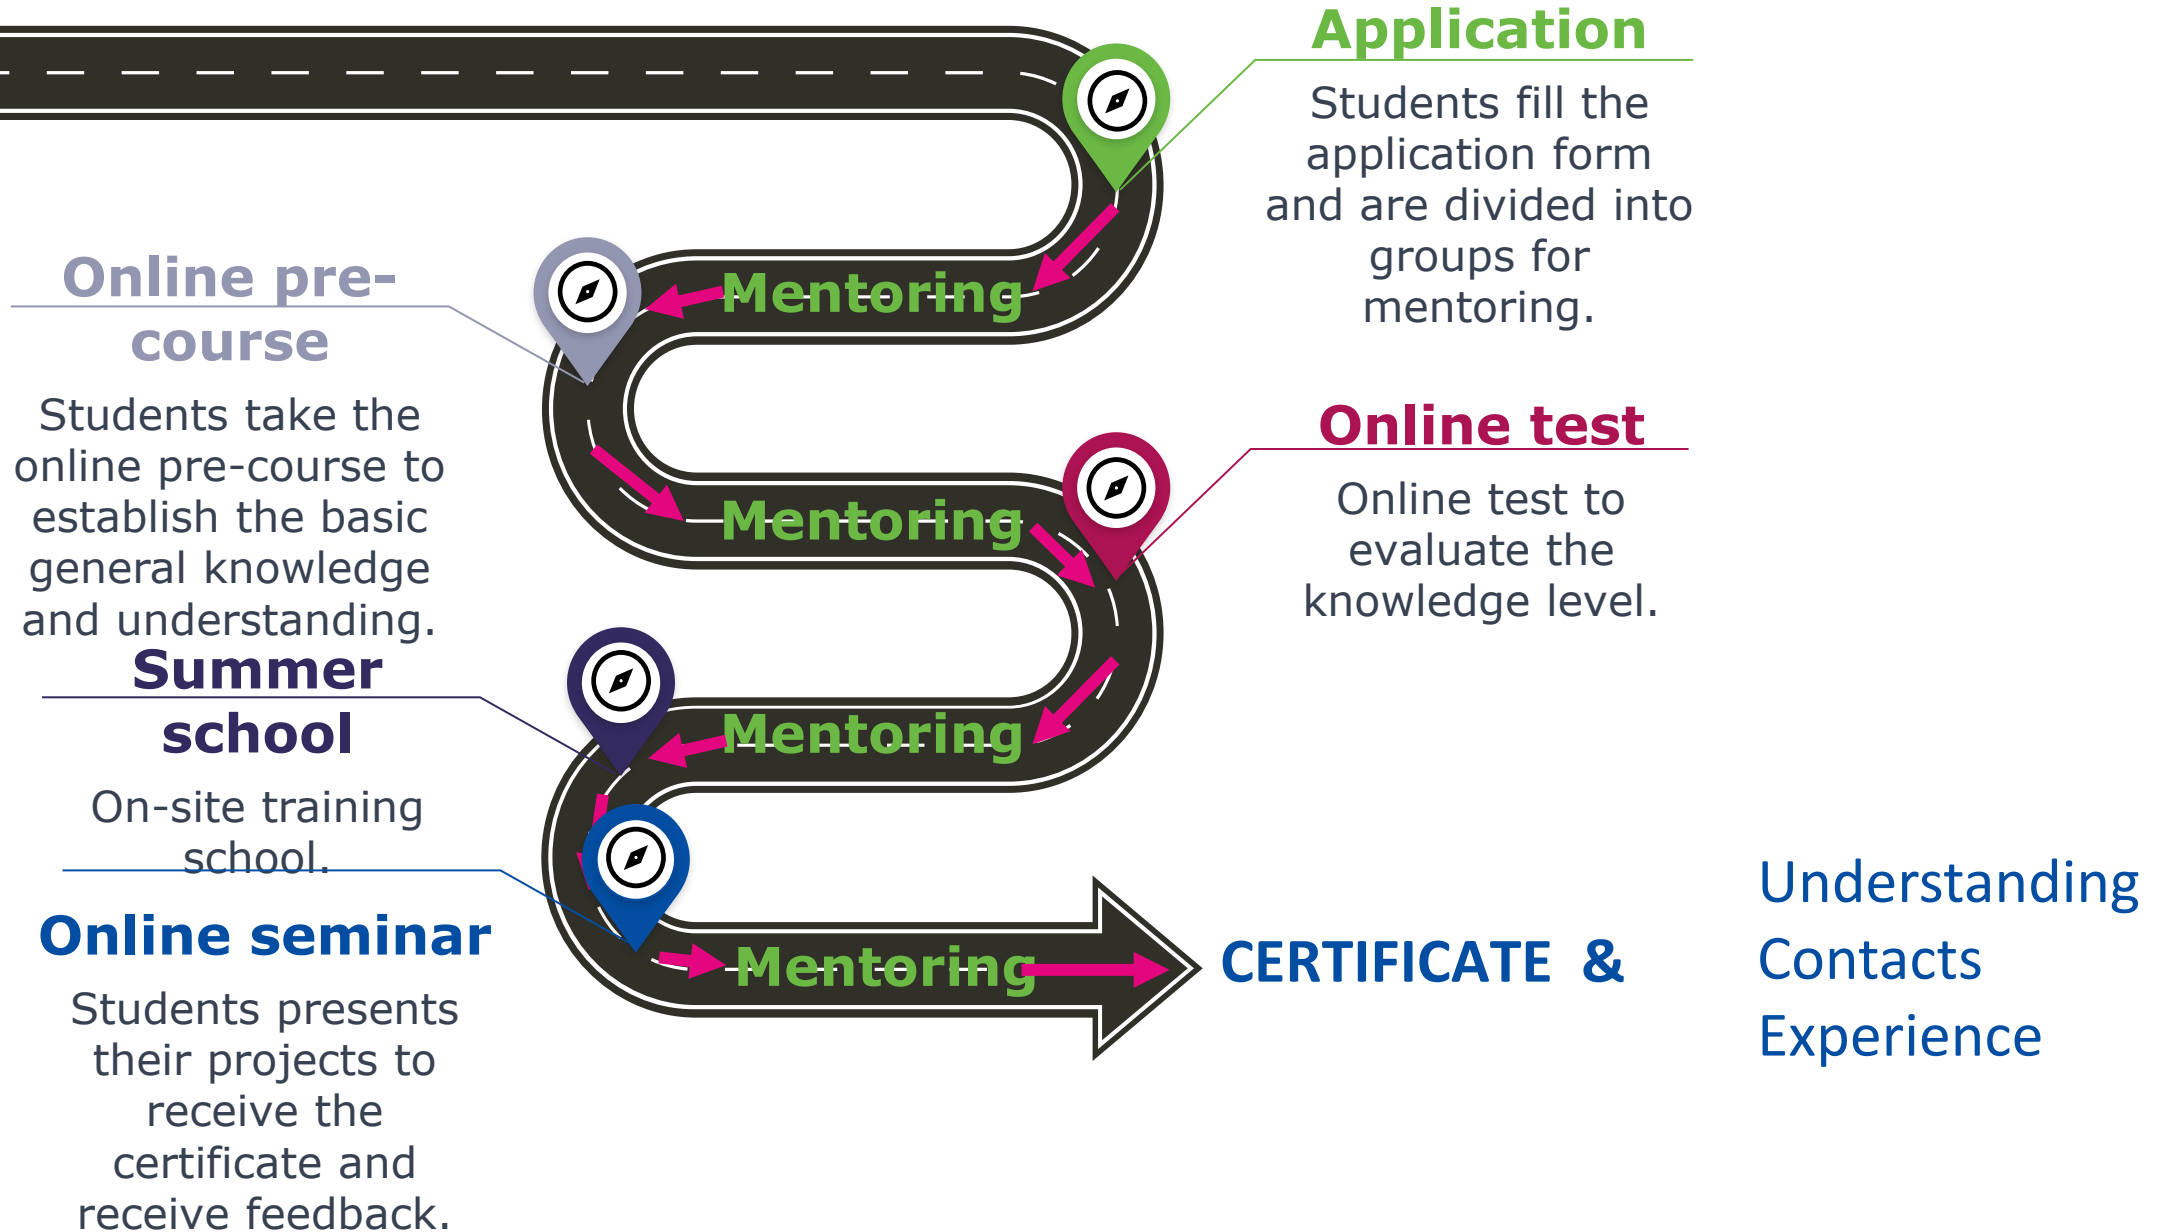 Application
Students fill the
application form
and are divided into
groups for
mentoring.
Mentoring
Online pre-
course
Students take the
online pre-course to
establish the basic
general knowledge
and understanding.
Mentoring
Online test
Online test to
evaluate the
knowledge level.
Mentoring
Summer
school
On-site training
school.
Online seminar
Students presents
their projects to
receive the
certificate and
receive feedback.
Mentoring
CERTIFICATE &
Understanding
Contacts
Experience